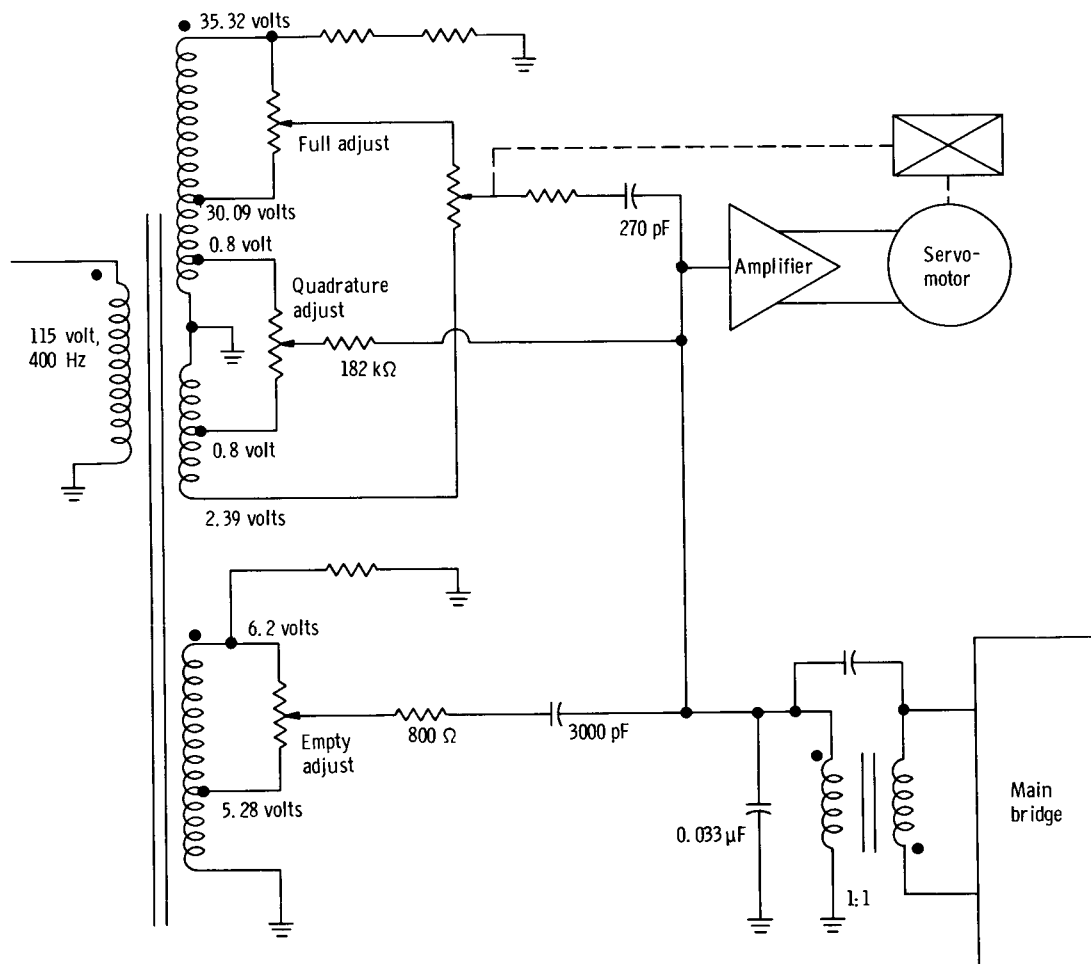 35.32 volts
Full adjust
30.09 volts
270 pF
Amplifier
Servo-
motor
0.8 volt
Quadrature
adjust
115 volt,
400 Hz
182 kΩ
0.8 volt
2.39 volts
6.2 volts
800 Ω
3000 pF
Empty
adjust
5.28 volts
Main
bridge
0.033 µF
1:1